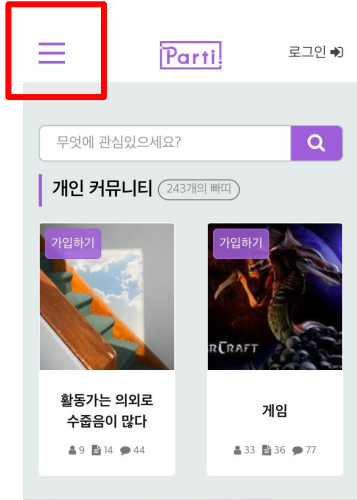 Parti!
로그인
무엇에 관심있으세요?
개인 커뮤니티 243개의 빠띠
가입하기
가입하기
RCRAFT
활동가는 의외로
수줍음이 많다
9 14 44
게임
33 36 77